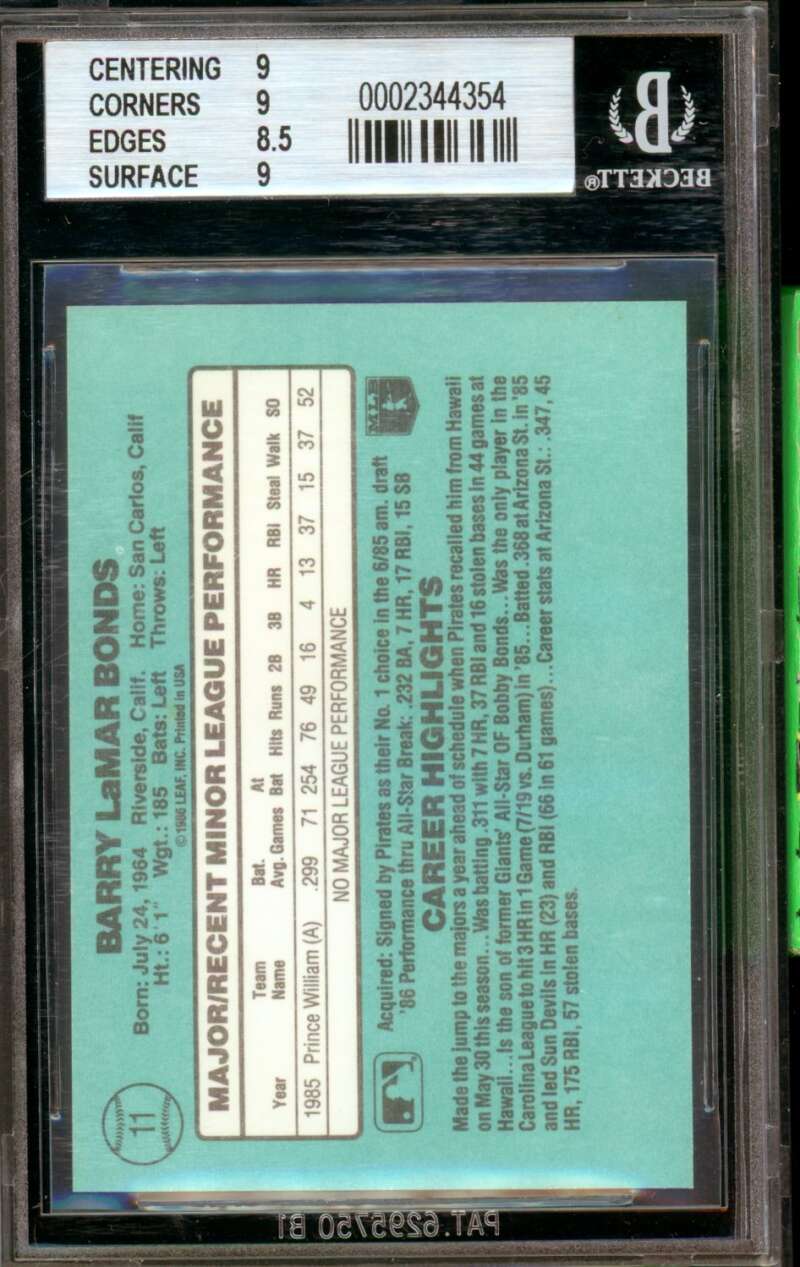 CENTERING 9
CORNERS 9
EDGES 8.5
SURFACE 9
0002344354
B
BECKETT®
11
BARRY LaMAR BONDS
Born: July 24, 1964 Riverside, Calif. Home: San Carlos, Calif
Ht.: 6'1" Wgt.: 185 Bats: Left Throws: Left
©1986 LEAF, INC. Printed in USA
MAJOR/RECENT MINOR LEAGUE PERFORMANCE
Team Bat. At
Year Name Avg. Games Bat Hits Runs 2B 3B HR RBI Steal Walk SO
1985 Prince William (A) .299 71 254 76 49 16 4 13 37 15 37 52
NO MAJOR LEAGUE PERFORMANCE
Acquired: Signed by Pirates as their No. 1 choice in the 6/85 am. draft
'86 Performance thru All-Star Break: .232 BA, 7 HR, 17 RBI, 15 SB
MLB
CAREER HIGHLIGHTS
Made the jump to the majors a year ahead of schedule when Pirates recalled him from Hawaii
on May 30 this season...Was batting .311 with 7 HR, 37 RBI and 16 stolen bases in 44 games at
Hawaii...Is the son of former Giants' All-Star OF Bobby Bonds...Was the only player in the
Carolina League to hit 3 HR in 1 Game (7/19 vs. Durham) in '85...Batted .368 at Arizona St. in '85
and led Sun Devils in HR (23) and RBI (66 in 61 games)...Career stats at Arizona St.: .347, 45
HR, 175 RBI, 57 stolen bases.
PAT.6295750 B1